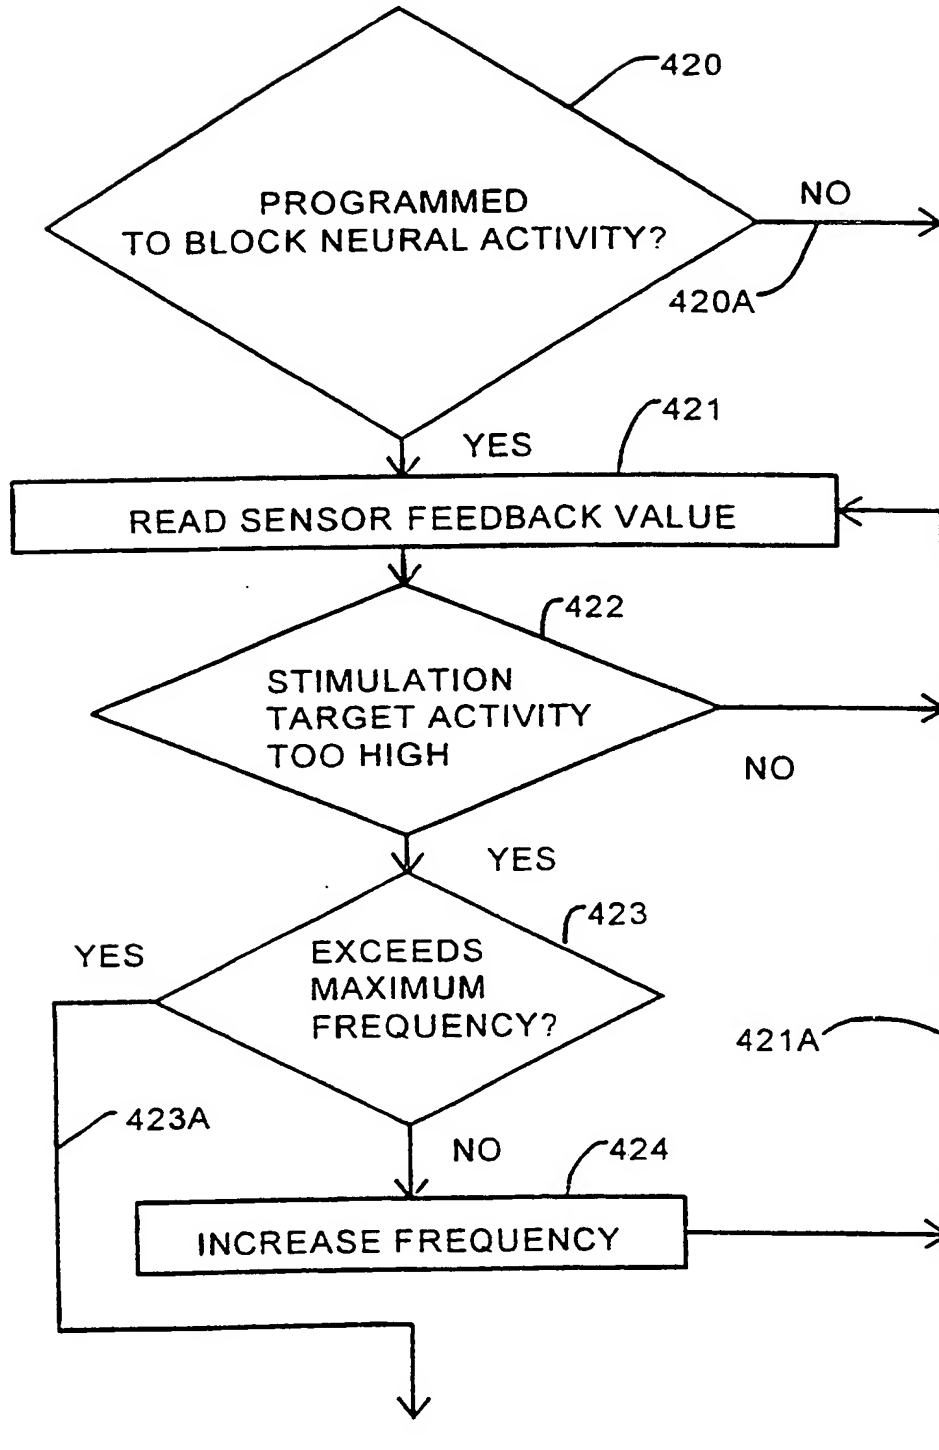 420
NO
PROGRAMMED
TO BLOCK NEURAL ACTIVITY?
420A
421
YES
READ SENSOR FEEDBACK VALUE
422
STIMULATION
TARGET ACTIVITY
TOO HIGH
NO
YES
423
YES
EXCEEDS
MAXIMUM
FREQUENCY?
421A
423A
NO
424
INCREASE FREQUENCY